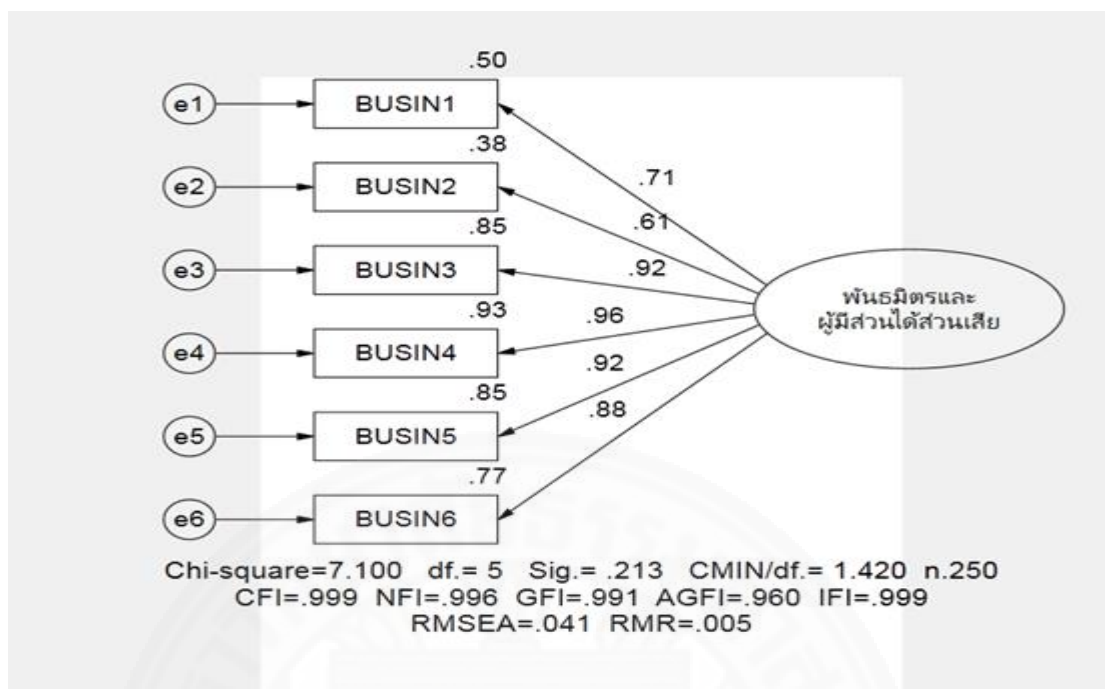 .50
e1 BUSIN1
.38
.71
e2 BUSIN2
.61
.85
e3 BUSIN3
.92
พันธมิตรและ
ผู้มีส่วนได้ส่วนเสีย
.93
.96
e4 BUSIN4
.92
.85
.88
e5 BUSIN5
.77
e6 BUSIN6
Chi-square=7.100 df.= 5 Sig.= .213 CMIN/df.= 1.420 n.250
CFI=.999 NFI=.996 GFI=.991 AGFI=.960 IFI=.999
RMSEA=.041 RMR=.005